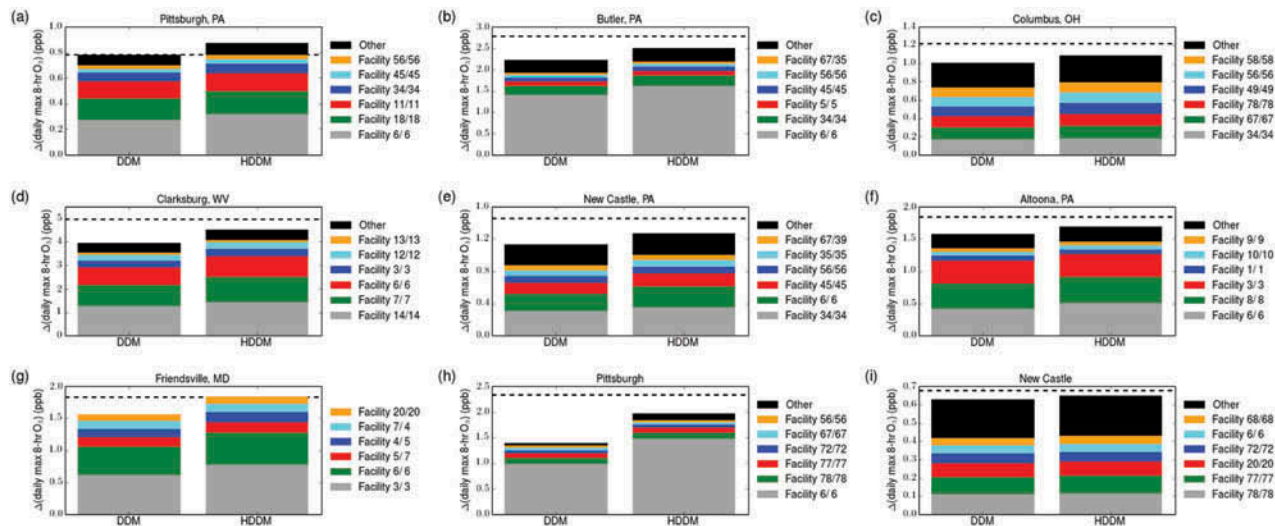 (a) Pittsburgh, PA
Δ(daily max 8-hr O₃) (ppb)
1.0
0.8
0.6
0.4
0.2
0.0
DDM HDDM
Other
Facility 56/56
Facility 45/45
Facility 34/34
Facility 11/11
Facility 18/18
Facility 6/ 6
(b) Butler, PA
Δ(daily max 8-hr O₃) (ppb)
3.0
2.5
2.0
1.5
1.0
0.5
0.0
DDM HDDM
Other
Facility 67/35
Facility 56/56
Facility 45/45
Facility 5/ 5
Facility 34/34
Facility 6/ 6
(c) Columbus, OH
Δ(daily max 8-hr O₃) (ppb)
1.4
1.2
1.0
0.8
0.6
0.4
0.2
0.0
DDM HDDM
Other
Facility 58/58
Facility 56/56
Facility 49/49
Facility 78/78
Facility 67/67
Facility 34/34
(d) Clarksburg, WV
Δ(daily max 8-hr O₃) (ppb)
5
4
3
2
1
0
DDM HDDM
Other
Facility 13/13
Facility 12/12
Facility 3/ 3
Facility 6/ 6
Facility 7/ 7
Facility 14/14
(e) New Castle, PA
Δ(daily max 8-hr O₃) (ppb)
1.6
1.2
0.8
0.4
0.0
DDM HDDM
Other
Facility 67/39
Facility 35/35
Facility 56/56
Facility 45/45
Facility 6/ 6
Facility 34/34
(f) Altoona, PA
Δ(daily max 8-hr O₃) (ppb)
2.0
1.5
1.0
0.5
0.0
DDM HDDM
Other
Facility 9/ 9
Facility 10/10
Facility 1/ 1
Facility 3/ 3
Facility 8/ 8
Facility 6/ 6
(g) Friendsville, MD
Δ(daily max 8-hr O₃) (ppb)
2.0
1.5
1.0
0.5
0.0
DDM HDDM
Facility 20/20
Facility 7/ 4
Facility 4/ 5
Facility 5/ 7
Facility 6/ 6
Facility 3/ 3
(h) Pittsburgh
Δ(daily max 8-hr O₃) (ppb)
2.5
2.0
1.5
1.0
0.5
0.0
DDM HDDM
Other
Facility 56/56
Facility 67/67
Facility 72/72
Facility 77/77
Facility 78/78
Facility 6/ 6
(i) New Castle
Δ(daily max 8-hr O₃) (ppb)
0.7
0.6
0.5
0.4
0.3
0.2
0.1
0.0
DDM HDDM
Other
Facility 68/68
Facility 6/ 6
Facility 72/72
Facility 20/20
Facility 77/77
Facility 78/78